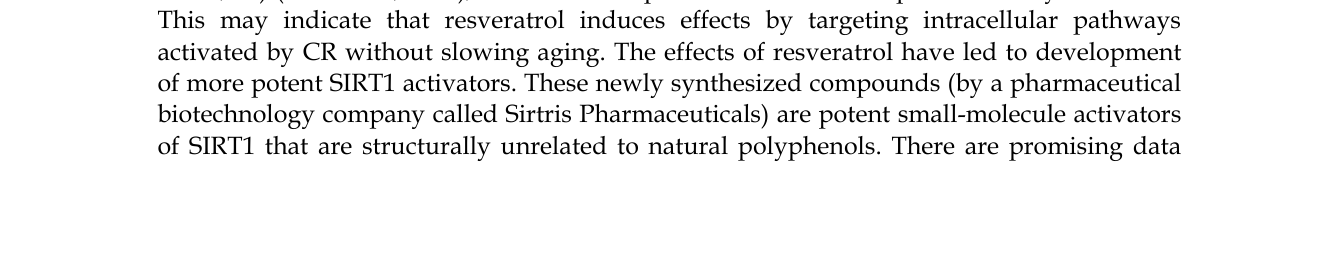 This may indicate that resveratrol induces effects by targeting intracellular pathways
activated by CR without slowing aging. The effects of resveratrol have led to development
of more potent SIRT1 activators. These newly synthesized compounds (by a pharmaceutical
biotechnology company called Sirtris Pharmaceuticals) are potent small-molecule activators
of SIRT1 that are structurally unrelated to natural polyphenols. There are promising data